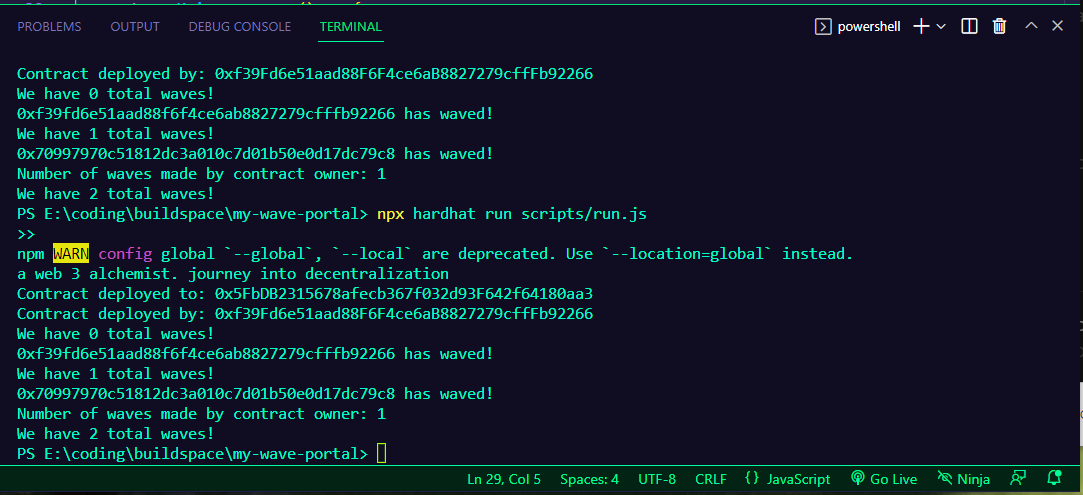 PROBLEMS OUTPUT DEBUG CONSOLE TERMINAL powershell
Contract deployed by: 0xf39Fd6e51aad88F6F4ce6aB8827279cffFb92266
We have 0 total waves!
0xf39fd6e51aad88f6f4ce6ab8827279cfffb92266 has waved!
We have 1 total waves!
0x70997970c51812dc3a010c7d01b50e0d17dc79c8 has waved!
Number of waves made by contract owner: 1
We have 2 total waves!
PS E:\coding\buildspace\my-wave-portal> npx hardhat run scripts/run.js
>>
npm WARN config global `--global`, `--local` are deprecated. Use `--location=global` instead.
a web 3 alchemist. journey into decentralization
Contract deployed to: 0x5FbDB2315678afecb367f032d93F642f64180aa3
Contract deployed by: 0xf39Fd6e51aad88F6F4ce6aB8827279cffFb92266
We have 0 total waves!
0xf39fd6e51aad88f6f4ce6ab8827279cfffb92266 has waved!
We have 1 total waves!
0x70997970c51812dc3a010c7d01b50e0d17dc79c8 has waved!
Number of waves made by contract owner: 1
We have 2 total waves!
PS E:\coding\buildspace\my-wave-portal>
Ln 29, Col 5 Spaces: 4 UTF-8 CRLF {} JavaScript Go Live Ninja